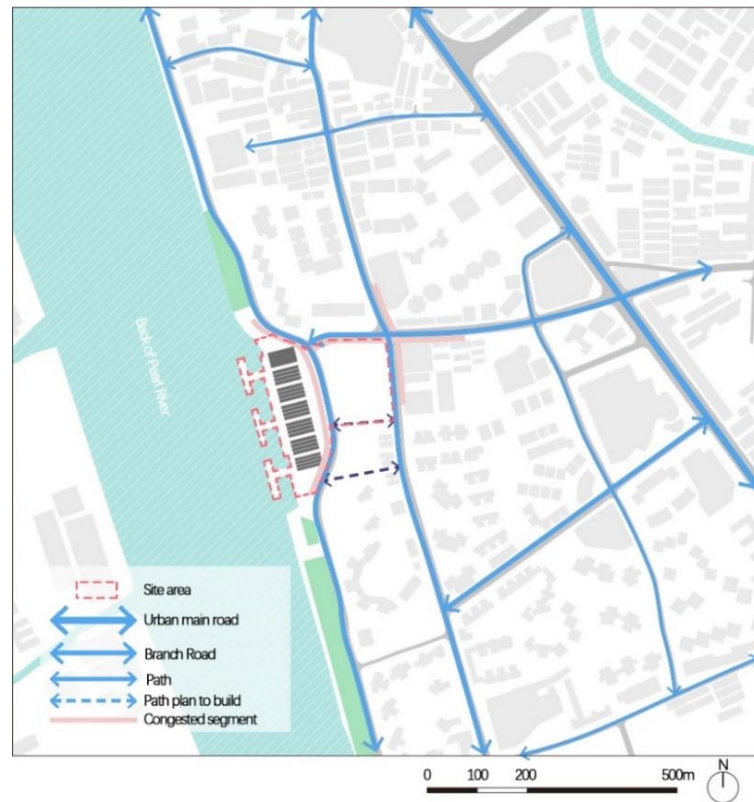 Back of Pearl River
Site area
Urban main road
Branch Road
Path
Path plan to build
Congested segment
0 100 200 500m
N